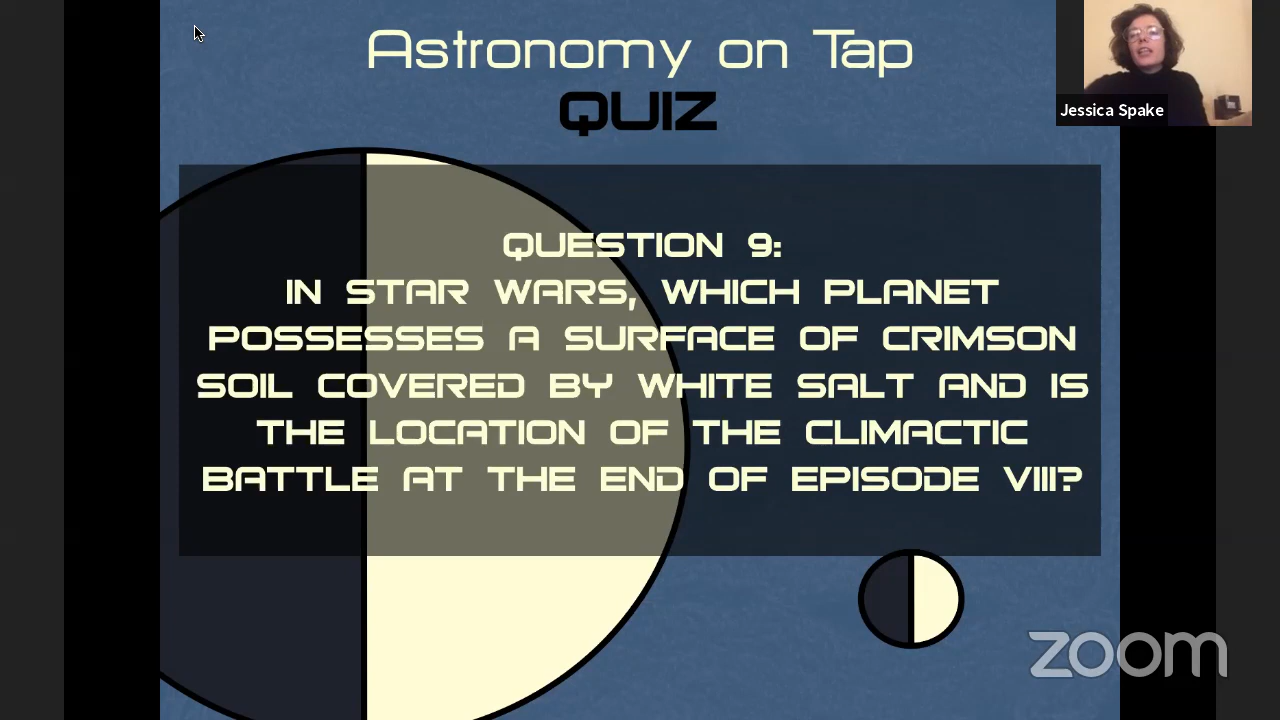 Astronomy on Tap
QUIZ
Jessica Spake
QUESTION 9:
IN STAR WARS, WHICH PLANET
POSSESSES A SURFACE OF CRIMSON
SOIL COVERED BY WHITE SALT AND IS
THE LOCATION OF THE CLIMACTIC
BATTLE AT THE END OF EPISODE VIII?
zoom